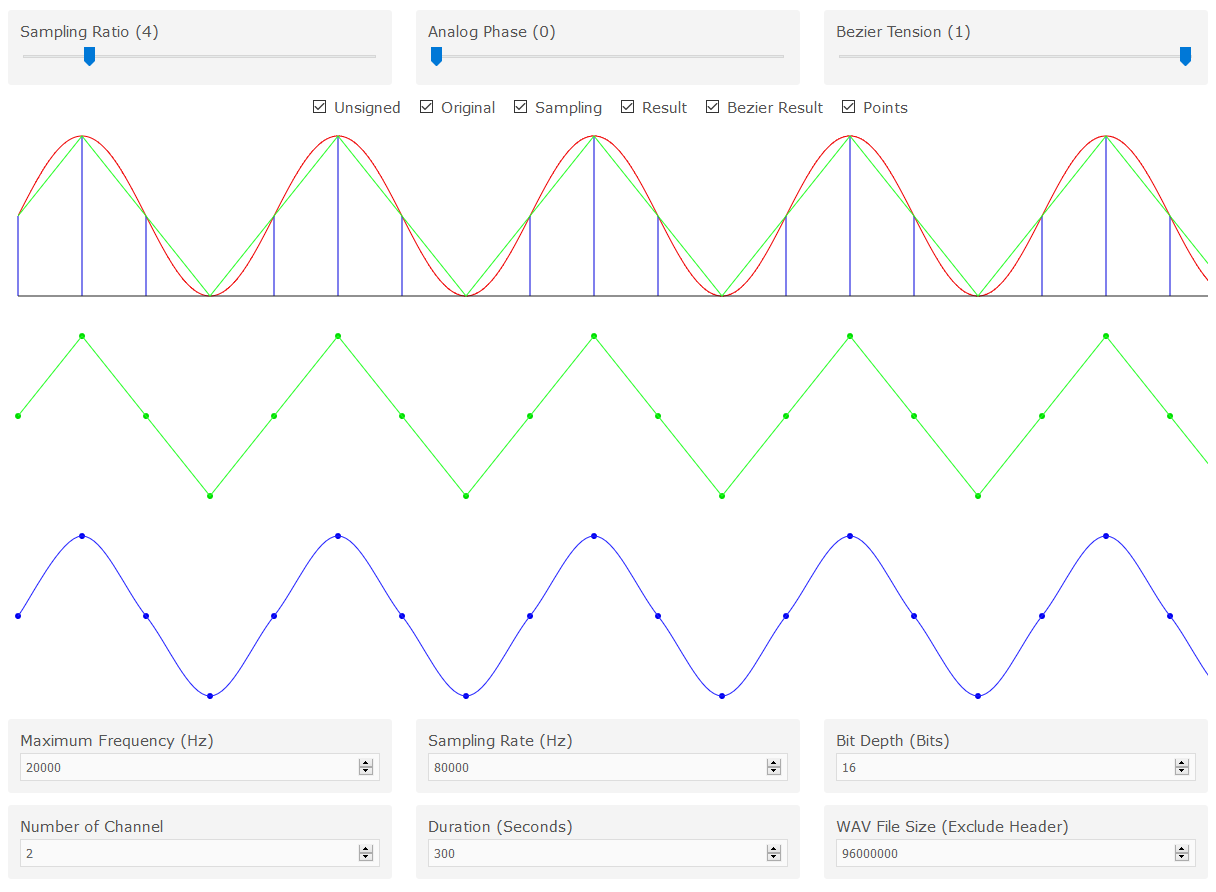 Sampling Ratio (4) Analog Phase (0) Bezier Tension (1)
Unsigned Original Sampling Result Bezier Result Points
Maximum Frequency (Hz) Sampling Rate (Hz) Bit Depth (Bits)
20000 80000 16
Number of Channel Duration (Seconds) WAV File Size (Exclude Header)
2 300 96000000